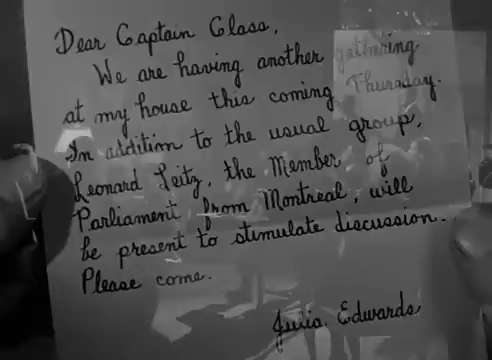 Dear Captain Class,
We are having another gathering
at my house this coming Thursday.
In addition to the usual group,
Leonard Leitz, the Member of
Parliament from Montreal, will
be present to stimulate discussion.
Please come.
Julia Edwards